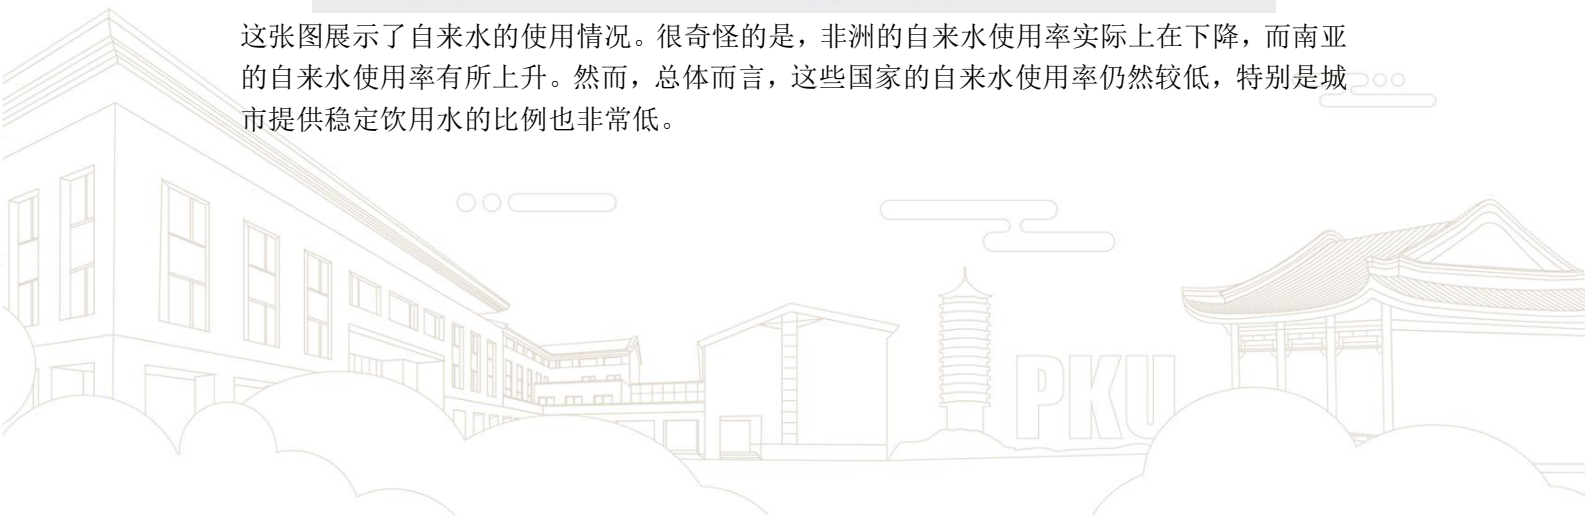 这张图展示了自来水的使用情况。很奇怪的是，非洲的自来水使用率实际上在下降，而南亚
的自来水使用率有所上升。然而，总体而言，这些国家的自来水使用率仍然较低，特别是城
市提供稳定饮用水的比例也非常低。
PKU